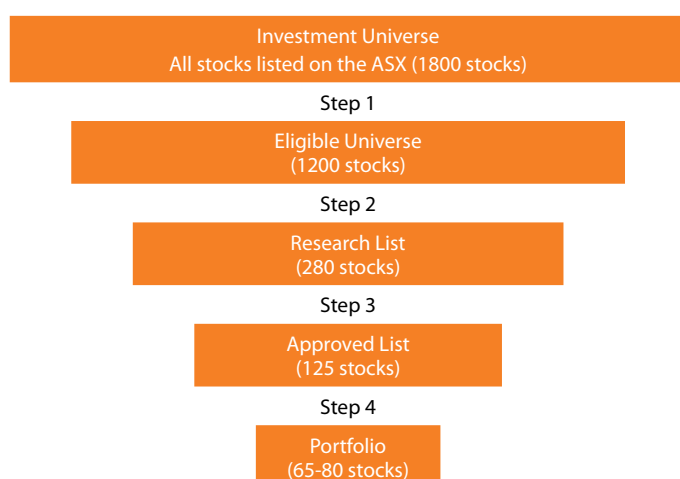 Investment Universe
All stocks listed on the ASX (1800 stocks)
Step 1
Eligible Universe
(1200 stocks)
Step 2
Research List
(280 stocks)
Step 3
Approved List
(125 stocks)
Step 4
Portfolio
(65-80 stocks)